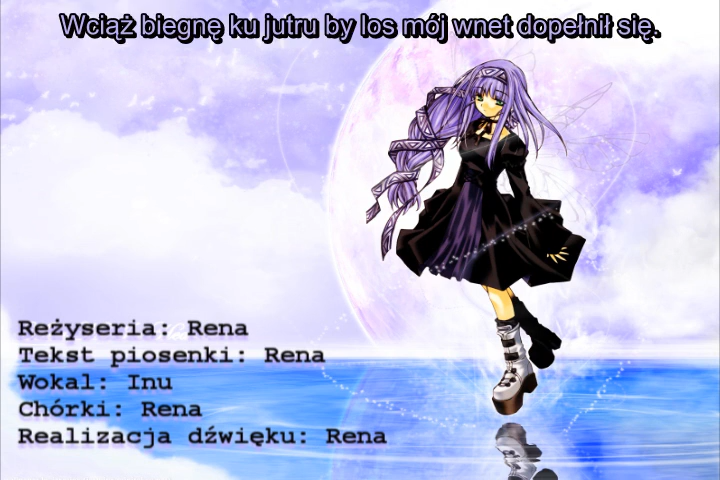 Wciąż biegnę ku jutru by los mój wnet dopełnił się.
Reżyseria: Rena
Tekst piosenki: Rena
Wokal: Inu
Chórki: Rena
Realizacja dźwięku: Rena